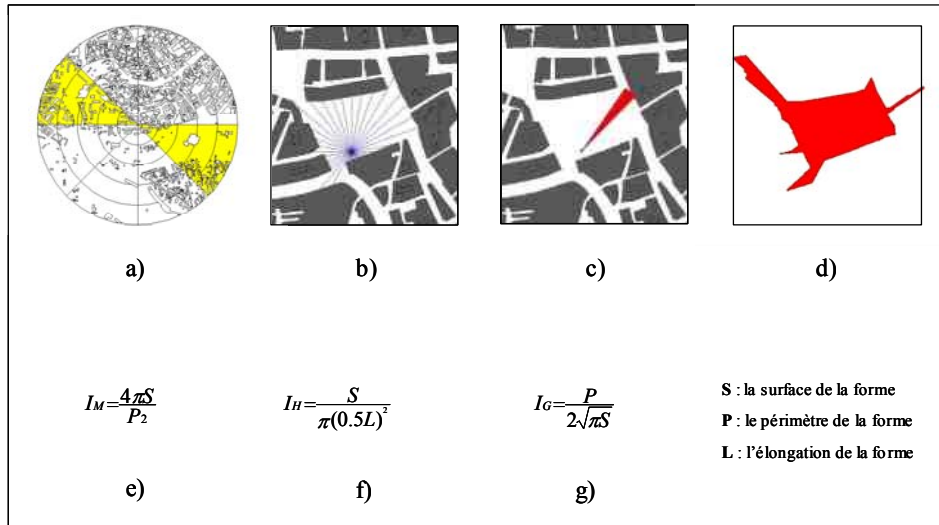 a) b) c) d)
I_M = 4πS / P_2
I_H = S / π(0.5L)^2
I_G = P / 2√πS
S : la surface de la forme
P : le périmètre de la forme
L : l'élongation de la forme
e) f) g)